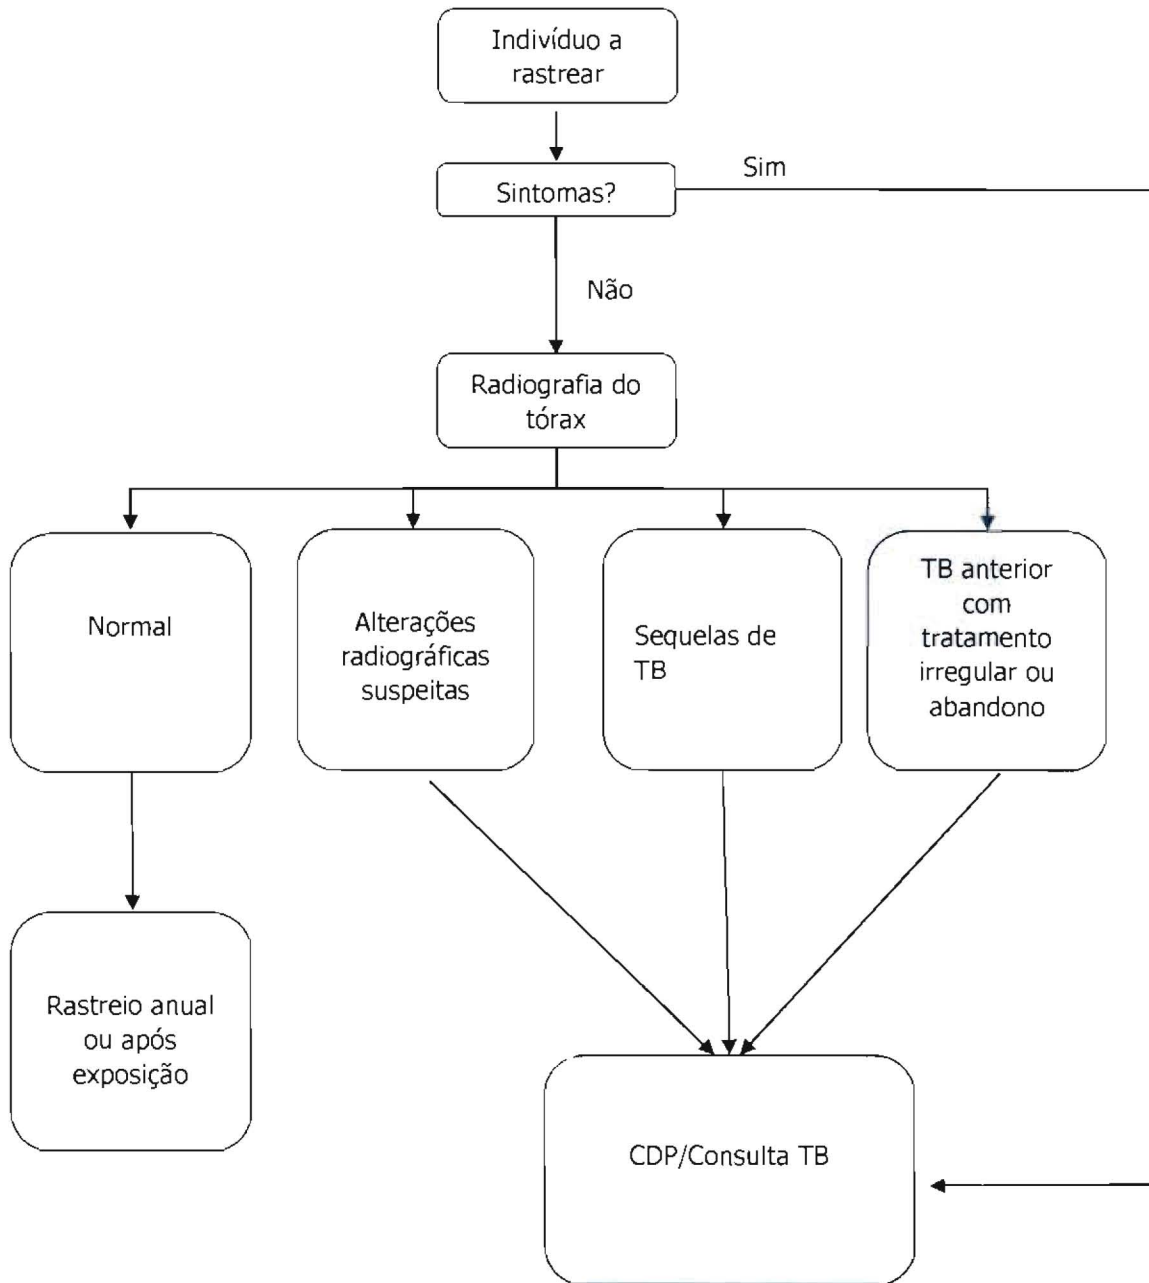 Indivíduo a
rastrear
Sintomas?
Sim
Não
Radiografia do
tórax
Normal
Alterações
radiográficas
suspeitas
Sequelas de
TB
TB anterior
com
tratamento
irregular ou
abandono
Rastreio anual
ou após
exposição
CDP/Consulta TB